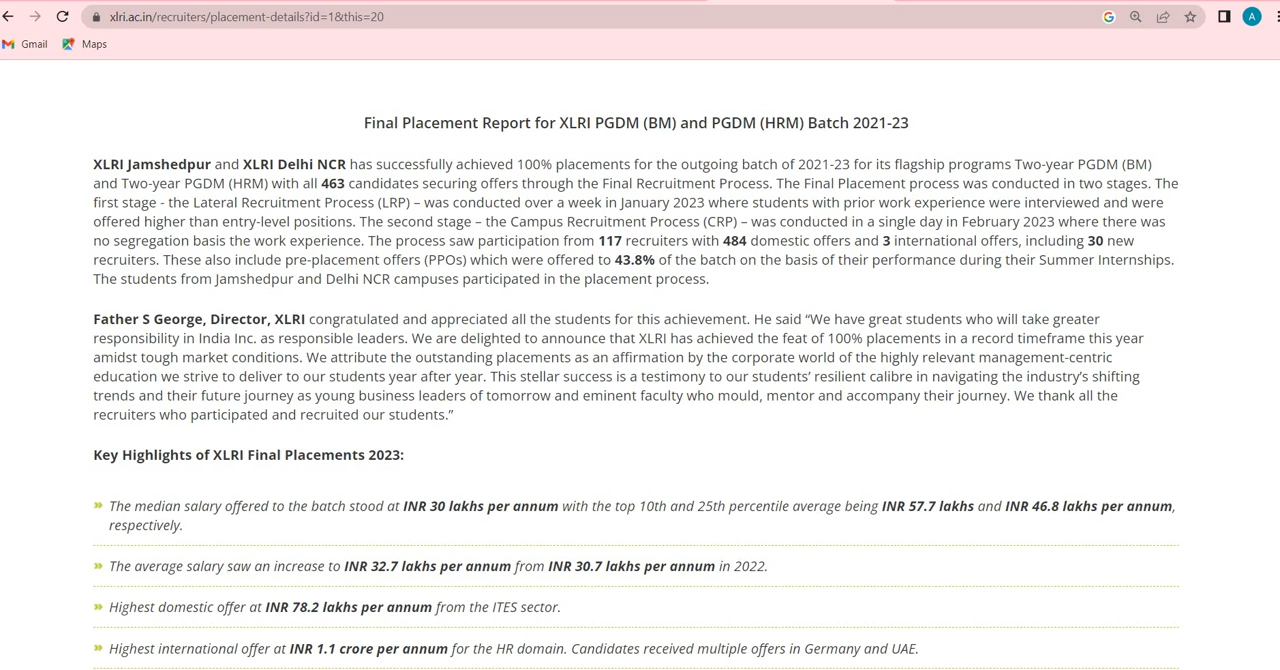 xlri.ac.in/recruiters/placement-details?id=1&this=20
G
A
Gmail Maps
Final Placement Report for XLRI PGDM (BM) and PGDM (HRM) Batch 2021-23
XLRI Jamshedpur and XLRI Delhi NCR has successfully achieved 100% placements for the outgoing batch of 2021-23 for its flagship programs Two-year PGDM (BM)
and Two-year PGDM (HRM) with all 463 candidates securing offers through the Final Recruitment Process. The Final Placement process was conducted in two stages. The
first stage - the Lateral Recruitment Process (LRP) – was conducted over a week in January 2023 where students with prior work experience were interviewed and were
offered higher than entry-level positions. The second stage – the Campus Recruitment Process (CRP) – was conducted in a single day in February 2023 where there was
no segregation basis the work experience. The process saw participation from 117 recruiters with 484 domestic offers and 3 international offers, including 30 new
recruiters. These also include pre-placement offers (PPOs) which were offered to 43.8% of the batch on the basis of their performance during their Summer Internships.
The students from Jamshedpur and Delhi NCR campuses participated in the placement process.
Father S George, Director, XLRI congratulated and appreciated all the students for this achievement. He said “We have great students who will take greater
responsibility in India Inc. as responsible leaders. We are delighted to announce that XLRI has achieved the feat of 100% placements in a record timeframe this year
amidst tough market conditions. We attribute the outstanding placements as an affirmation by the corporate world of the highly relevant management-centric
education we strive to deliver to our students year after year. This stellar success is a testimony to our students’ resilient calibre in navigating the industry’s shifting
trends and their future journey as young business leaders of tomorrow and eminent faculty who mould, mentor and accompany their journey. We thank all the
recruiters who participated and recruited our students.”
Key Highlights of XLRI Final Placements 2023:
The median salary offered to the batch stood at INR 30 lakhs per annum with the top 10th and 25th percentile average being INR 57.7 lakhs and INR 46.8 lakhs per annum,
respectively.
The average salary saw an increase to INR 32.7 lakhs per annum from INR 30.7 lakhs per annum in 2022.
Highest domestic offer at INR 78.2 lakhs per annum from the ITES sector.
Highest international offer at INR 1.1 crore per annum for the HR domain. Candidates received multiple offers in Germany and UAE.